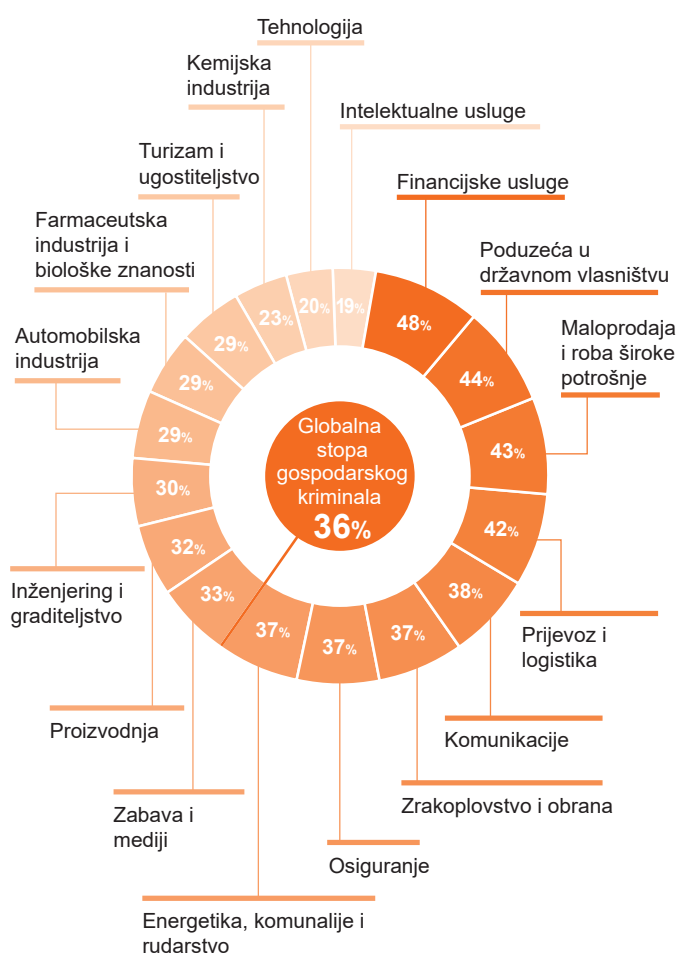 Tehnologija
Kemijska
industrija
Intelektualne usluge
Turizam i
ugostiteljstvo
Financijske usluge
Farmaceutska
industrija i
biološke znanosti
Poduzeća u
državnom vlasništvu
Automobilska
industrija
Maloprodaja
i roba široke
potrošnje
19%
20%
23%
48%
29%
44%
29%
29%
43%
30%
42%
32%
38%
33%
37%
37%
37%
Globalna
stopa
gospodarskog
kriminala
36%
Inženjering i
graditeljstvo
Prijevoz i
logistika
Proizvodnja
Komunikacije
Zabava i
mediji
Zrakoplovstvo i obrana
Osiguranje
Energetika, komunalije i
rudarstvo